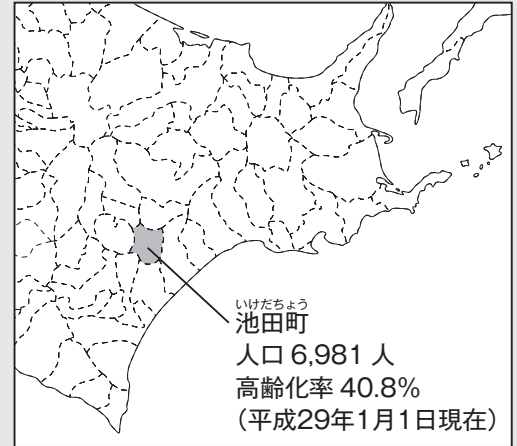 いけだちょう
池田町
人口 6,981 人
高齢化率 40.8%
（平成29年1月1日現在）